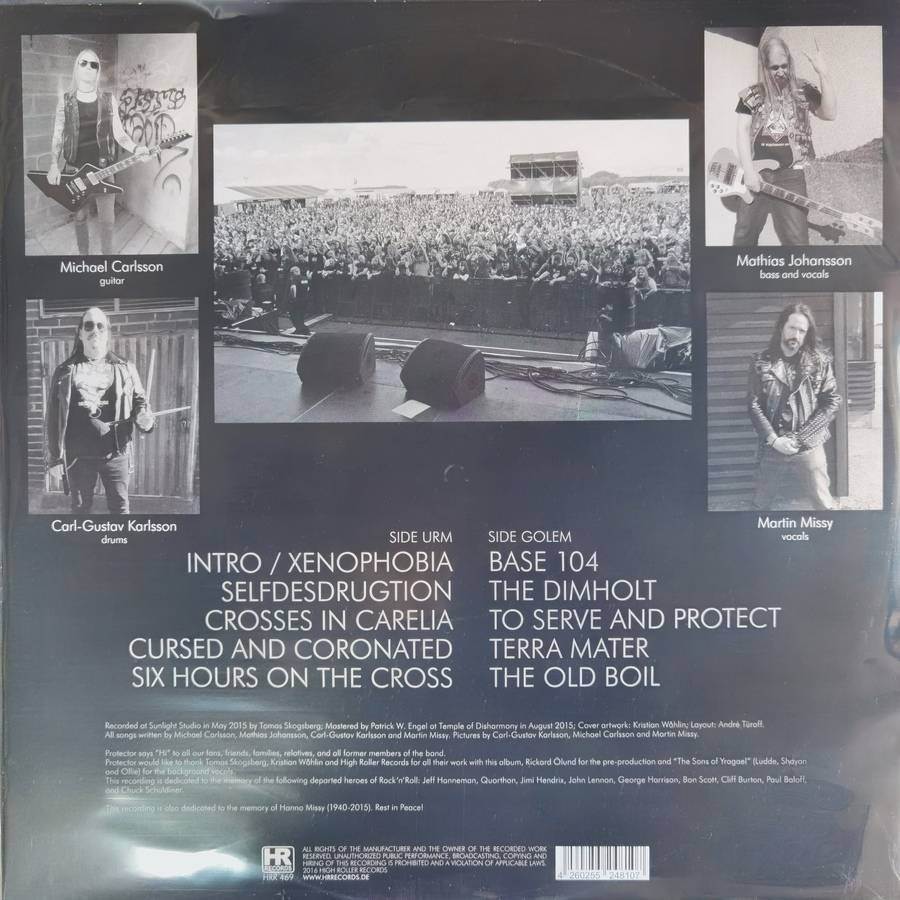 Michael Carlsson
guitar
Mathias Johansson
bass and vocals
Carl-Gustav Karlsson
drums
Martin Missy
vocals
SIDE URM
INTRO / XENOPHOBIA
SELFDESDRUGTION
CROSSES IN CARELIA
CURSED AND CORONATED
SIX HOURS ON THE CROSS
SIDE GOLEM
BASE 104
THE DIMHOLT
TO SERVE AND PROTECT
TERRA MATER
THE OLD BOIL
Recorded at Sunlight Studio in May 2015 by Tomas Skogsberg; Mastered by Patrick W. Engel at Temple of Disharmony in August 2015; Cover artwork: Kristian Wåhlin; Layout: André Türoff.
All songs written by Michael Carlsson, Mathias Johansson, Carl-Gustav Karlsson and Martin Missy. Pictures by Carl-Gustav Karlsson, Michael Carlsson and Martin Missy.
Protector says "Hi" to all our fans, friends, families, relatives, and all former members of the band.
Protector would like to thank Tomas Skogsberg, Kristian Wåhlin and High Roller Records for all their work with this album, Rickard Ölund for the pre-production and "The Sons of Yragael" (Ludde, Shayan
and Ollie) for the background vocals.
This recording is dedicated to the memory of the following departed heroes of Rock'n'Roll: Jeff Hanneman, Quorthon, Jimi Hendrix, John Lennon, George Harrison, Bon Scott, Cliff Burton, Paul Baloff,
and Chuck Schuldiner.
This recording is also dedicated to the memory of Hanno Missy (1940-2015). Rest in Peace!
HR
RECORDS
HRR 469
ALL RIGHTS OF THE MANUFACTURER AND THE OWNER OF THE RECORDED WORK
RESERVED. UNAUTHORIZED PUBLIC PERFORMANCE, BROADCASTING, COPYING AND
HIRING OF THIS RECORDING IS PROHIBITED AND A VIOLATION OF APLICABLE LAWS.
2016 HIGH ROLLER RECORDS
WWW.HRRECORDS.DE
4 260255 248107